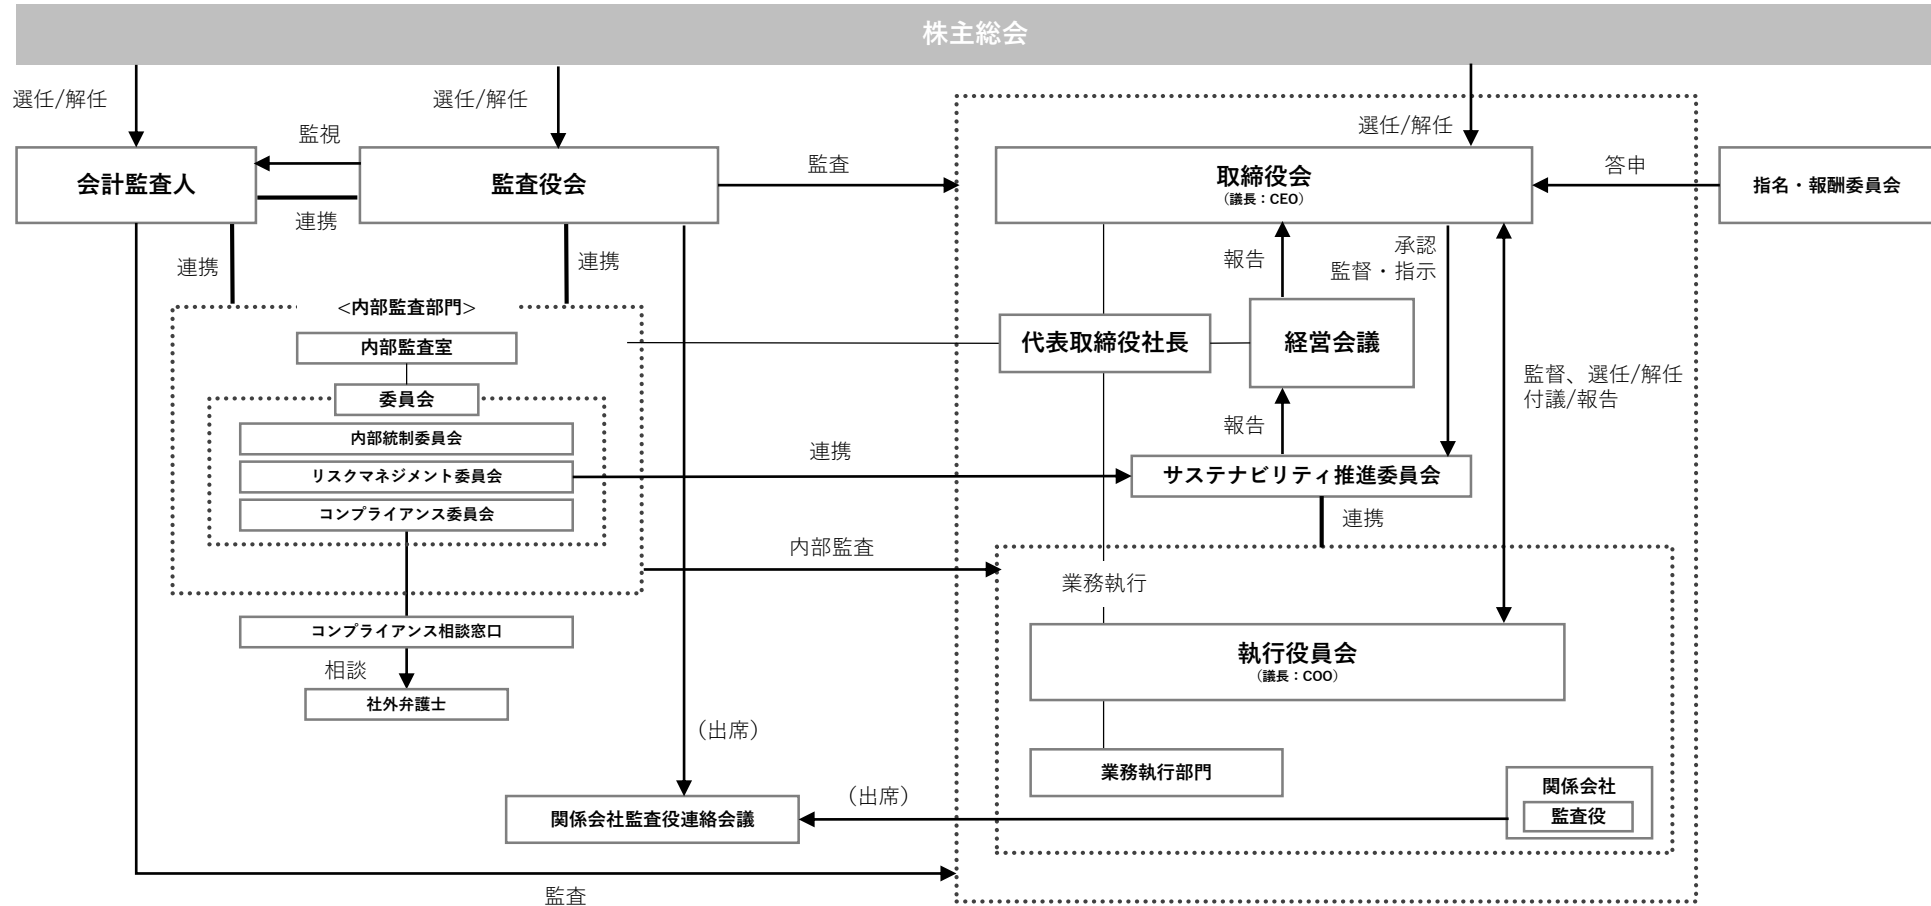 株主総会
選任/解任
選任/解任
選任/解任
監視
会計監査人
監査役会
連携
監査
取締役会
（議長：CEO）
答申
指名・報酬委員会
連携
連携
報告
承認
監督・指示
<内部監査部門>
内部監査室
委員会
内部統制委員会
リスクマネジメント委員会
コンプライアンス委員会
代表取締役社長
経営会議
監督、選任/解任
付議/報告
報告
連携
サステナビリティ推進委員会
連携
内部監査
業務執行
コンプライアンス相談窓口
相談
社外弁護士
執行役員会
（議長：COO）
（出席）
業務執行部門
関係会社
監査役
（出席）
関係会社監査役連絡会議
監査